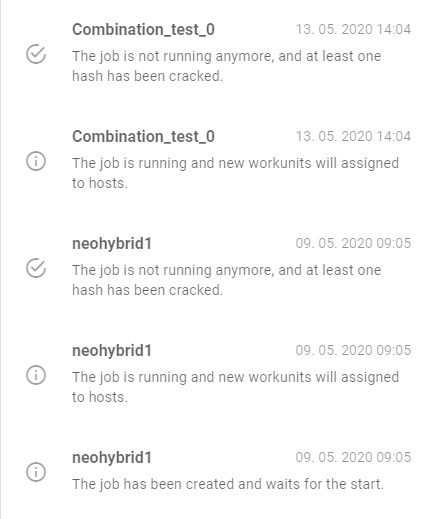 Combination_test_0 13. 05. 2020 14:04
The job is not running anymore, and at least one
hash has been cracked.
Combination_test_0 13. 05. 2020 14:04
The job is running and new workunits will assigned
to hosts.
neohybrid1 09. 05. 2020 09:05
The job is not running anymore, and at least one
hash has been cracked.
neohybrid1 09. 05. 2020 09:05
The job is running and new workunits will assigned
to hosts.
neohybrid1 09. 05. 2020 09:05
The job has been created and waits for the start.